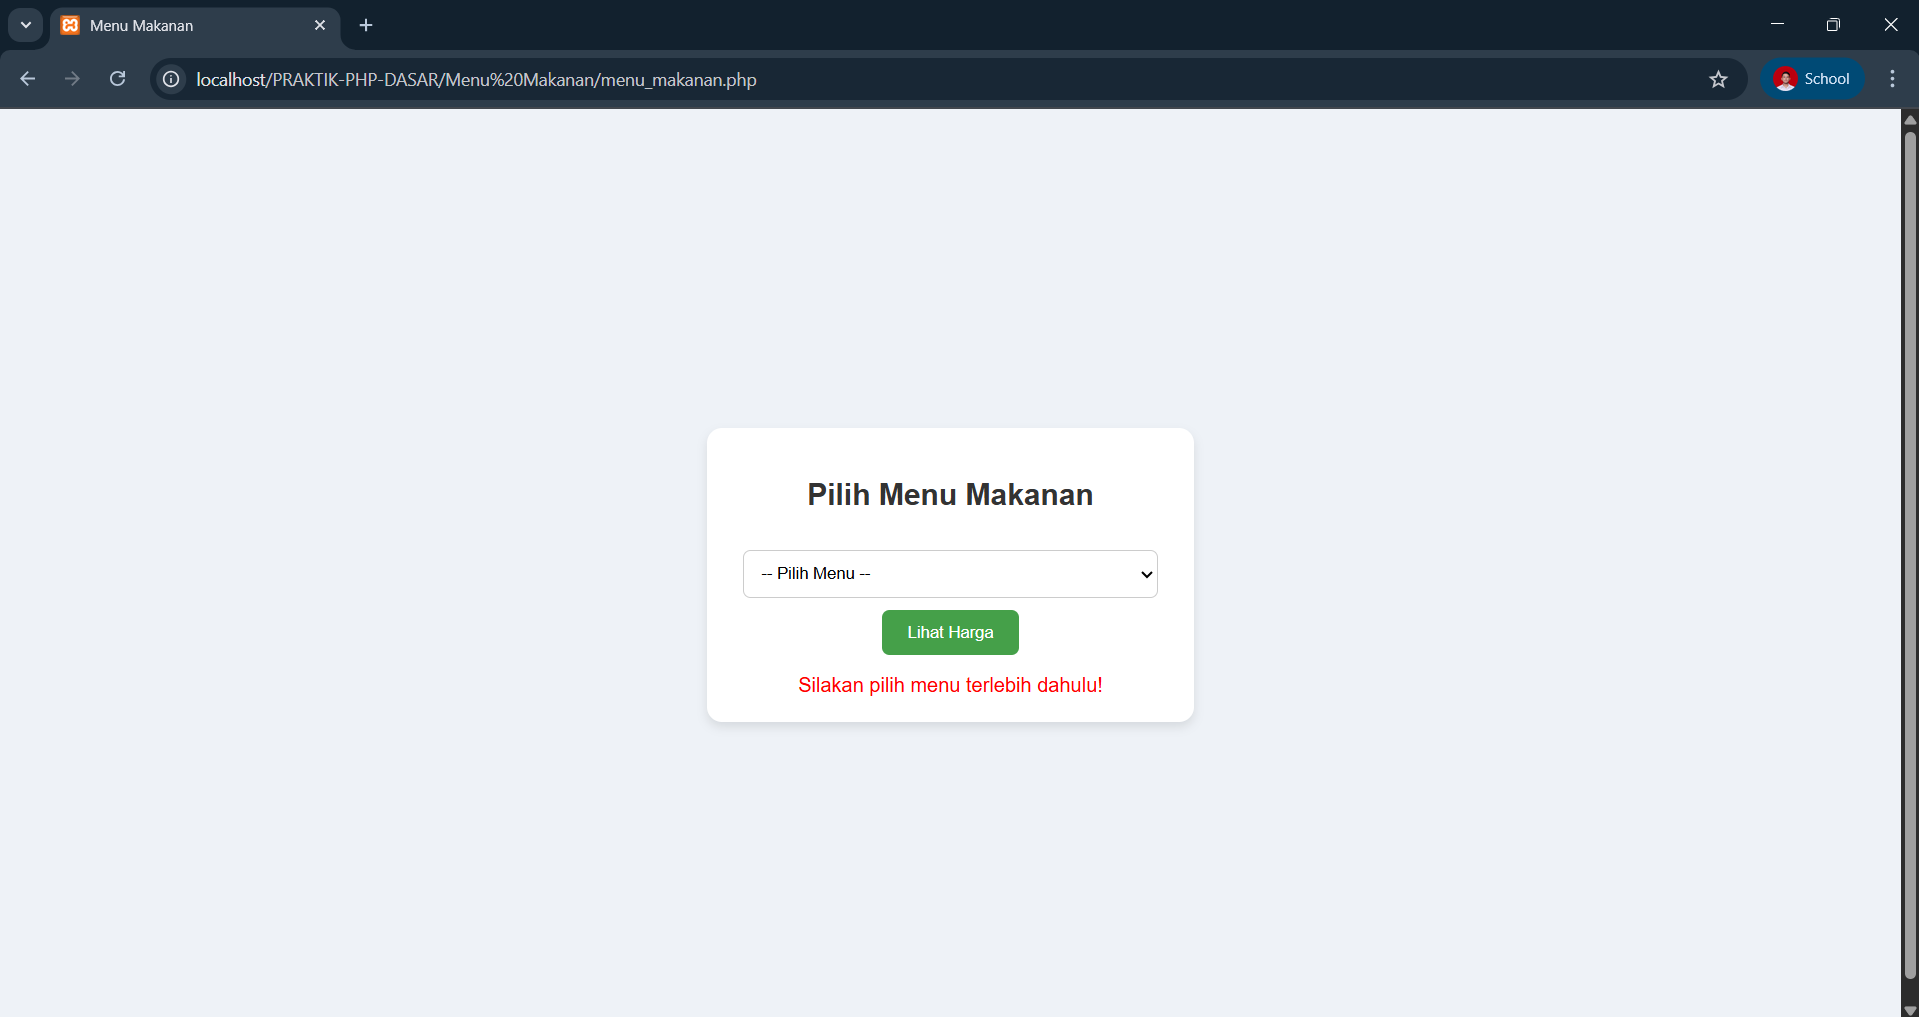 Menu Makanan
localhost/PRAKTIK-PHP-DASAR/Menu%20Makanan/menu_makanan.php
School
Pilih Menu Makanan
-- Pilih Menu --
Lihat Harga
Silakan pilih menu terlebih dahulu!